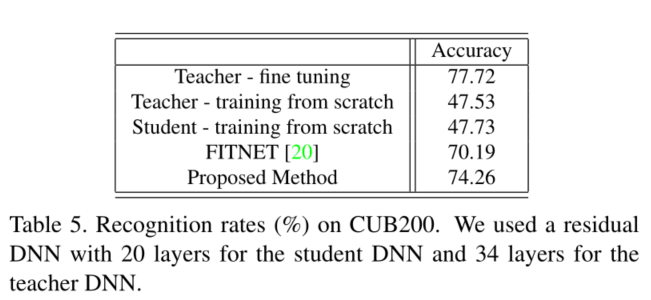 Accuracy
Teacher - fine tuning 77.72
Teacher - training from scratch 47.53
Student - training from scratch 47.73
FITNET [20] 70.19
Proposed Method 74.26
Table 5. Recognition rates (%) on CUB200. We used a residual
DNN with 20 layers for the student DNN and 34 layers for the
teacher DNN.